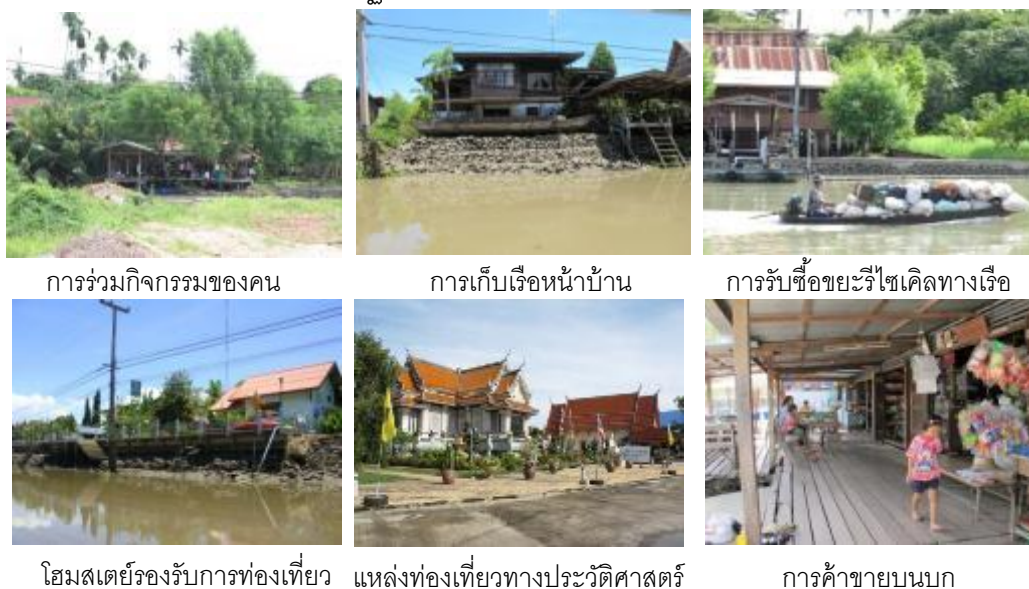 การร่วมกิจกรรมของคน
การเก็บเรือหน้าบ้าน
การรับซื้อขยะรีไซเคิลทางเรือ
โฮมสเตย์รองรับการท่องเที่ยว
แหล่งท่องเที่ยวทางประวัติศาสตร์
การค้าขายบนบก